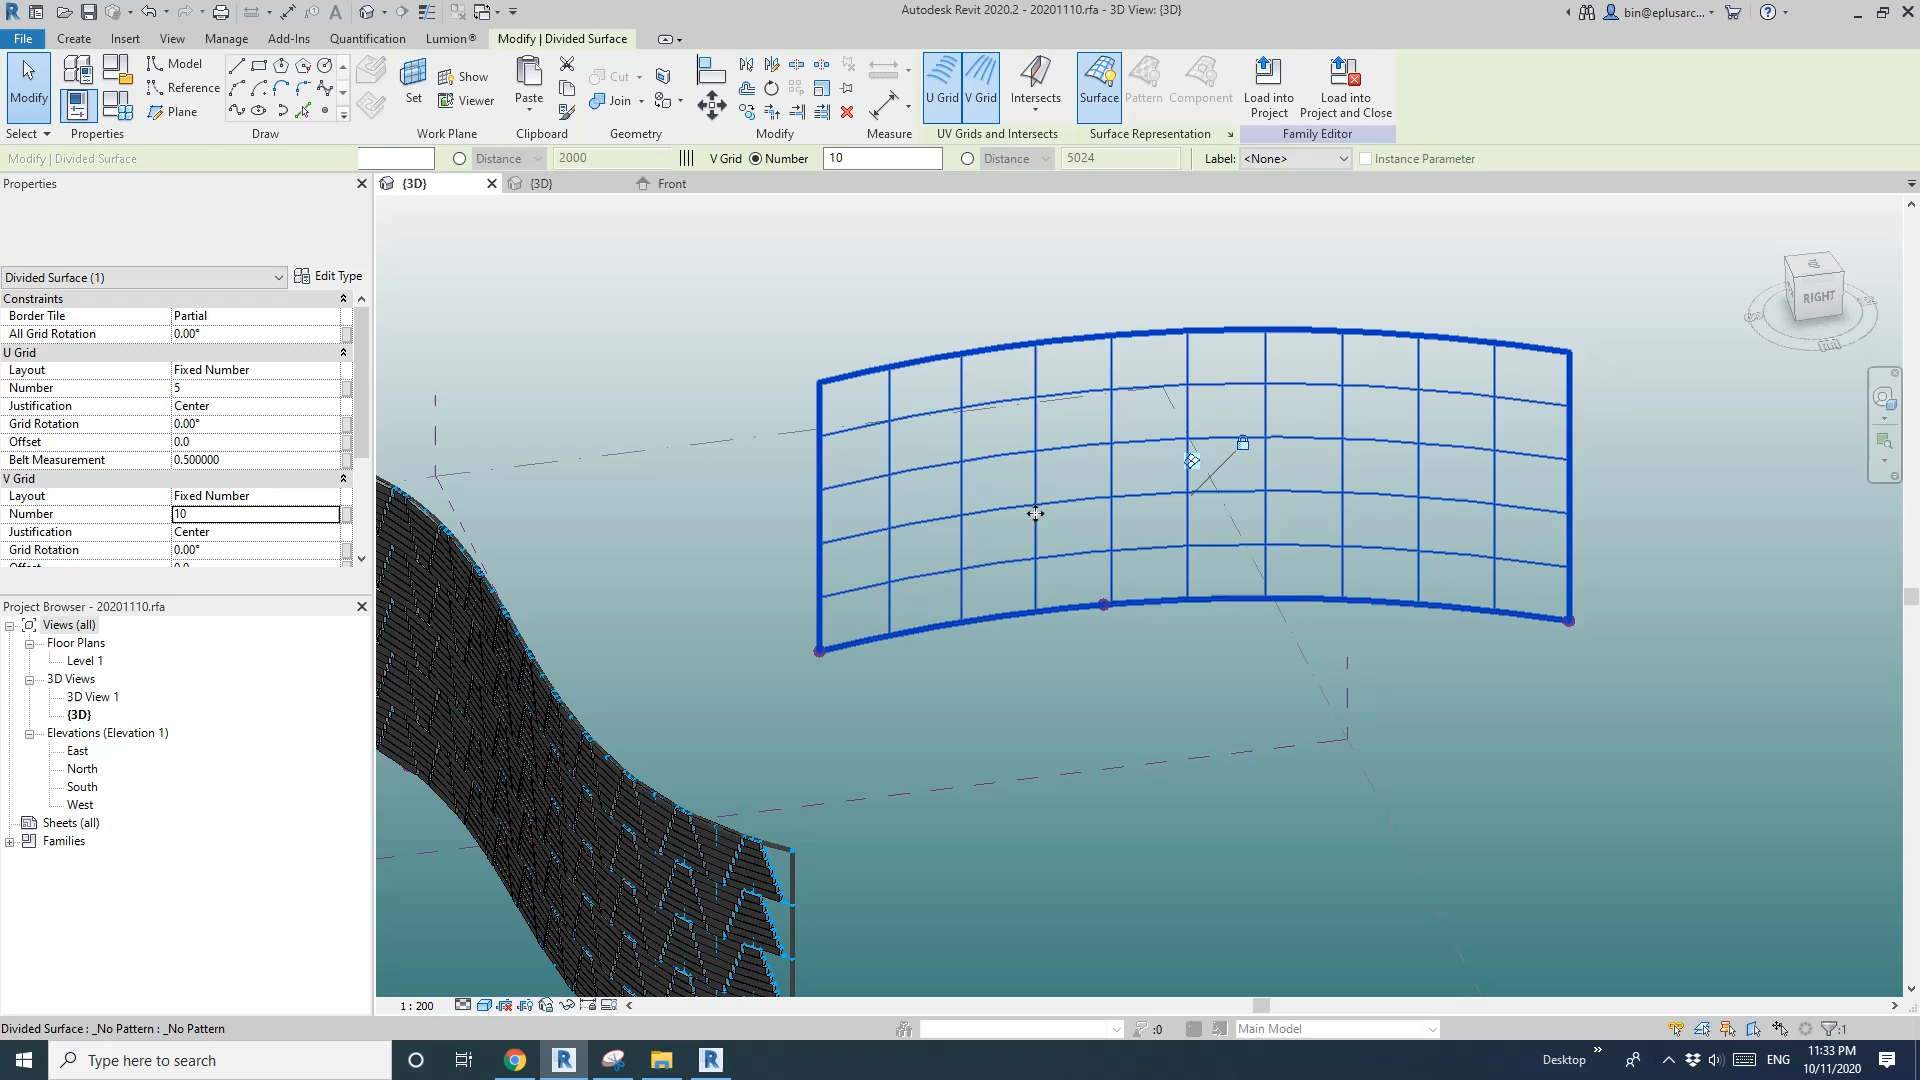 Autodesk Revit 2020.2 - 20201110.rfa - 3D View: {3D}
bin@eplusarc...
File
Create
Insert
View
Manage
Add-Ins
Quantification
Lumion®
Modify | Divided Surface
Modify
Model
Reference
Plane
Set
Show
Viewer
Paste
Cut
Join
U Grid
V Grid
Intersects
Surface
Pattern
Component
Load into
Project
Load into
Project and Close
Select
Properties
Draw
Work Plane
Clipboard
Geometry
Modify
Measure
UV Grids and Intersects
Surface Representation
Family Editor
Modify | Divided Surface
Distance
2000
V Grid
Number
10
Distance
5024
Label:
<None>
Instance Parameter
Properties
{3D}
{3D}
Front
Divided Surface (1)
Edit Type
Constraints
Border Tile Partial
All Grid Rotation 0.00°
U Grid
Layout Fixed Number
Number 5
Justification Center
Grid Rotation 0.00°
Offset 0.0
Belt Measurement 0.500000
V Grid
Layout Fixed Number
Number 10
Justification Center
Grid Rotation 0.00°
Offset 0.0
Project Browser - 20201110.rfa
Views (all)
Floor Plans
Level 1
3D Views
3D View 1
{3D}
Elevations (Elevation 1)
East
North
South
West
Sheets (all)
Families
RIGHT
1 : 200
Divided Surface : _No Pattern : _No Pattern
:0
Main Model
:1
Type here to search
Desktop
ENG
11:33 PM
10/11/2020